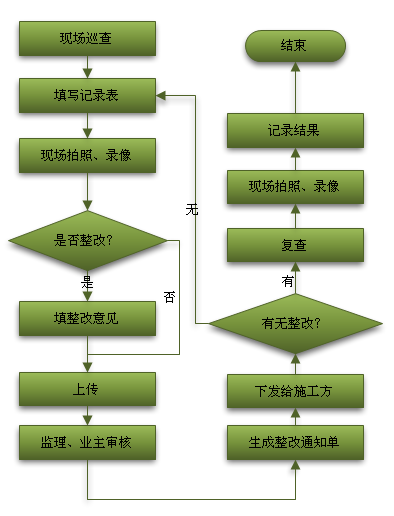 现场巡查
填写记录表
现场拍照、录像
是否整改?
是
否
填整改意见
上传
监理、业主审核
生成整改通知单
下发给施工方
有无整改?
无
有
复查
现场拍照、录像
记录结果
结束